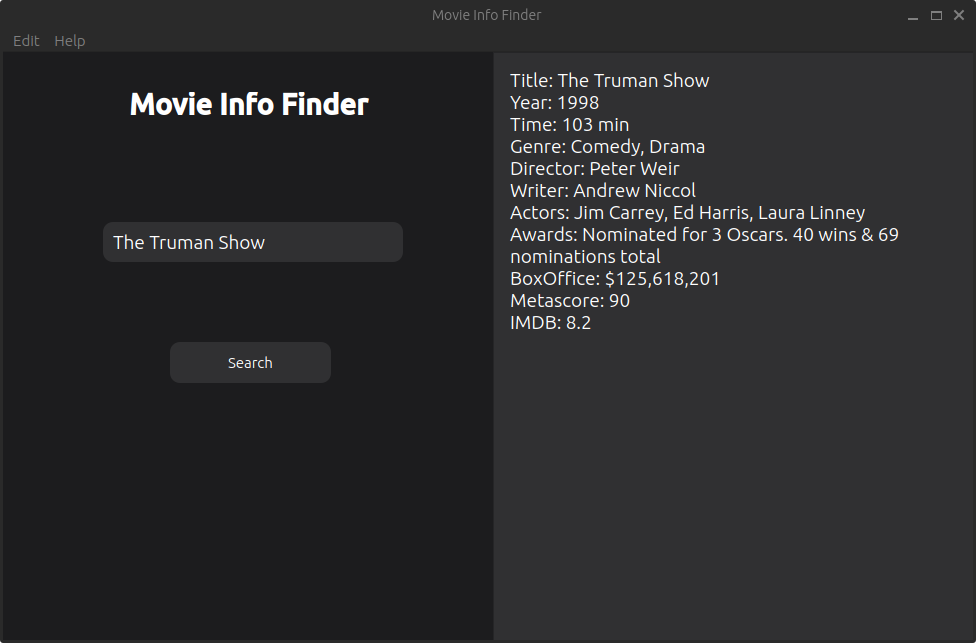 Movie Info Finder
Edit Help
Movie Info Finder
The Truman Show
Search
Title: The Truman Show
Year: 1998
Time: 103 min
Genre: Comedy, Drama
Director: Peter Weir
Writer: Andrew Niccol
Actors: Jim Carrey, Ed Harris, Laura Linney
Awards: Nominated for 3 Oscars. 40 wins & 69
nominations total
BoxOffice: $125,618,201
Metascore: 90
IMDB: 8.2